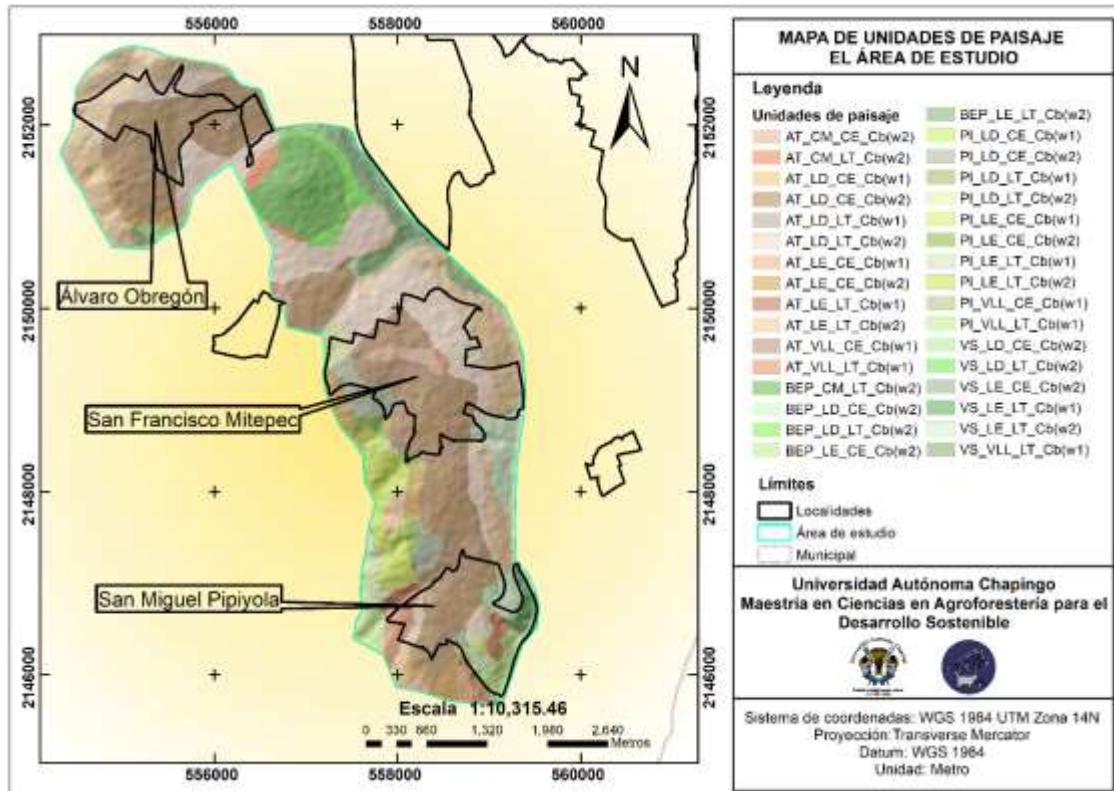 556000 558000 560000
MAPA DE UNIDADES DE PAISAJE
EL ÁREA DE ESTUDIO
Leyenda
Unidades de paisaje
AT_CM_CE_Cb(w2)
AT_CM_LT_Cb(w2)
AT_LD_CE_Cb(w1)
AT_LD_CE_Cb(w2)
AT_LD_LT_Cb(w1)
AT_LD_LT_Cb(w2)
AT_LE_CE_Cb(w1)
AT_LE_CE_Cb(w2)
AT_LE_LT_Cb(w1)
AT_LE_LT_Cb(w2)
AT_VLL_CE_Cb(w1)
AT_VLL_LT_Cb(w1)
BEP_CM_LT_Cb(w2)
BEP_LD_CE_Cb(w2)
BEP_LD_LT_Cb(w2)
BEP_LE_CE_Cb(w2)
BEP_LE_LT_Cb(w2)
PI_LD_CE_Cb(w1)
PI_LD_CE_Cb(w2)
PI_LD_LT_Cb(w1)
PI_LD_LT_Cb(w2)
PI_LE_CE_Cb(w1)
PI_LE_CE_Cb(w2)
PI_LE_LT_Cb(w1)
PI_LE_LT_Cb(w2)
PI_VLL_CE_Cb(w1)
PI_VLL_LT_Cb(w1)
VS_LD_CE_Cb(w2)
VS_LD_LT_Cb(w2)
VS_LE_CE_Cb(w2)
VS_LE_LT_Cb(w1)
VS_LE_LT_Cb(w2)
VS_VLL_LT_Cb(w1)
Límites
Localidades
Área de estudio
Municipal
Universidad Autónoma Chapingo
Maestría en Ciencias en Agroforestería para el
Desarrollo Sostenible
Sistema de coordenadas: WGS 1984 UTM Zona 14N
Proyección: Transverse Mercator
Datum: WGS 1984
Unidad: Metro
N
2152000 2152000
Álvaro Obregón
2150000 2150000
San Francisco Mitepec
2148000 2148000
San Miguel Pipiyola
2146000 2146000
Escala 1:10,315.46
0 330 660 1,320 1,980 2,640
Metros
556000 558000 560000